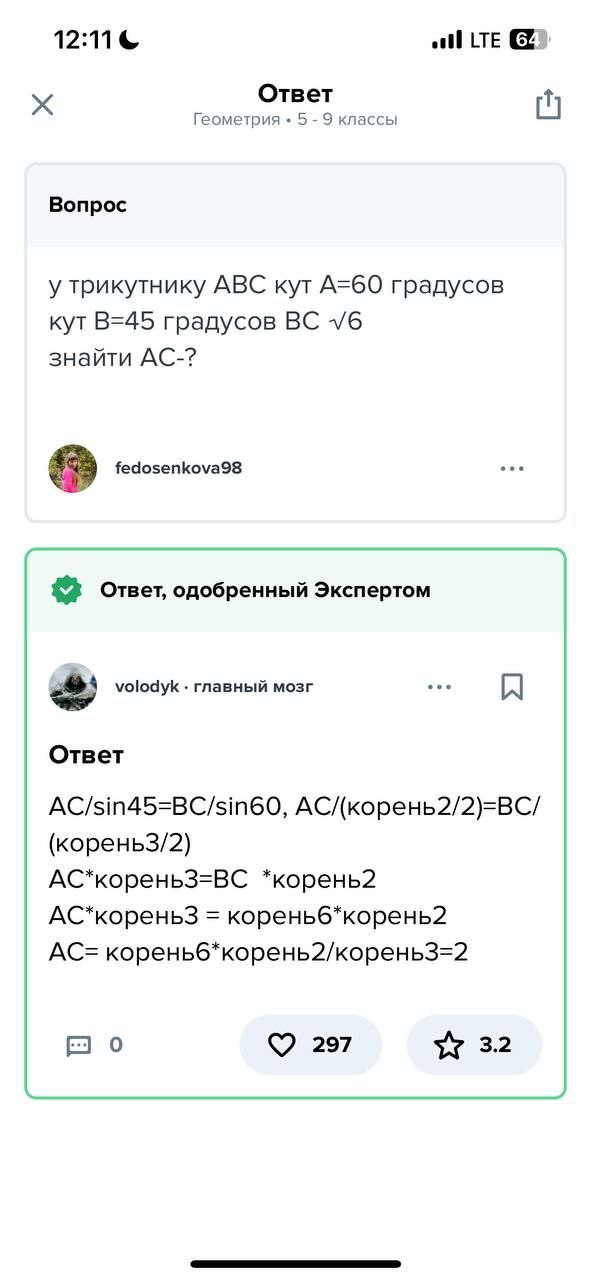 12:11
LTE 64
Ответ
Геометрия • 5 - 9 классы
Вопрос
у трикутнику ABC кут А=60 градусов
кут В=45 градусов ВС √6
знайти АС-?
fedosenkova98
Ответ, одобренный Экспертом
volodyk · главный мозг
Ответ
AC/sin45=BC/sin60, AC/(корень2/2)=BC/
(корень3/2)
AC*корень3=BC  *корень2
AC*корень3 = корень6*корень2
AC= корень6*корень2/корень3=2
0
297
3.2